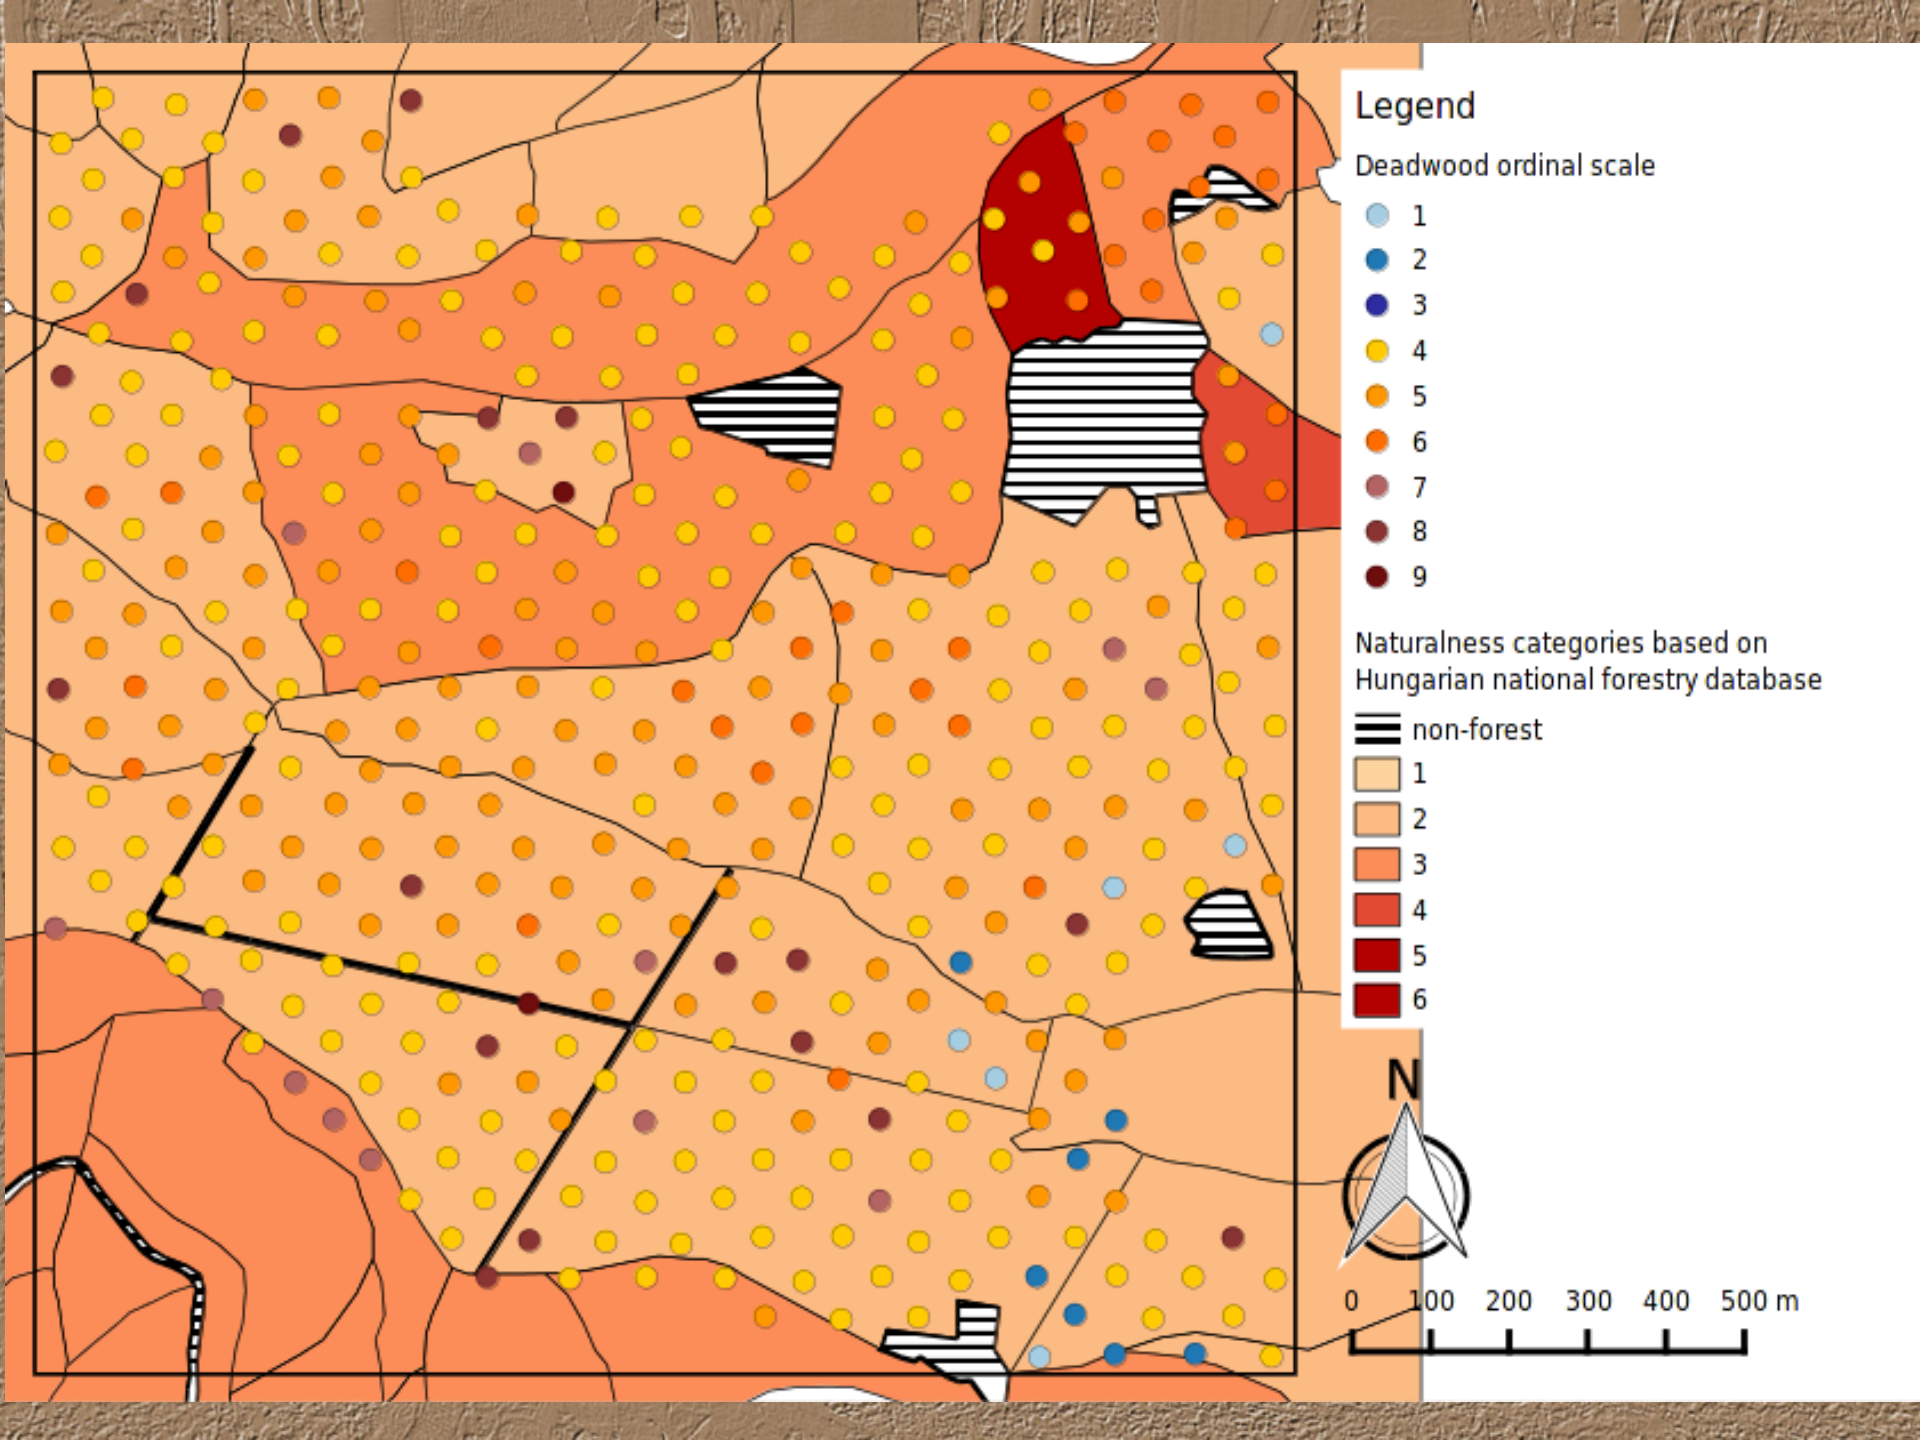 Legend
Deadwood ordinal scale
1
2
3
4
5
6
7
8
9
Naturalness categories based on
Hungarian national forestry database
non-forest
1
2
3
4
5
6
N
0 100 200 300 400 500 m